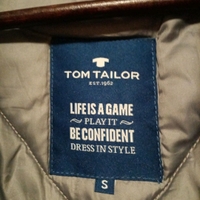 TOM TAILOR
EST. 1962
LIFE IS A GAME
PLAY IT
BE CONFIDENT
DRESS IN STYLE
S